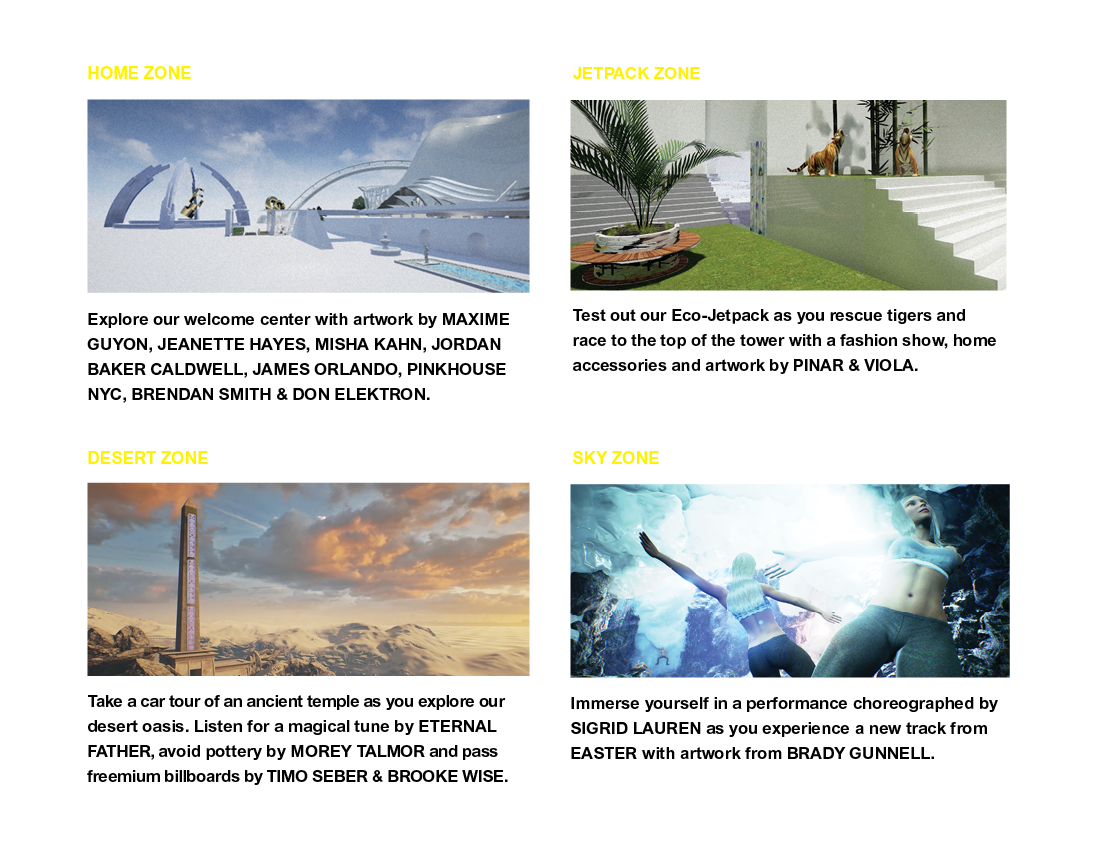 HOME ZONE
Explore our welcome center with artwork by MAXIME
GUYON, JEANETTE HAYES, MISHA KAHN, JORDAN
BAKER CALDWELL, JAMES ORLANDO, PINKHOUSE
NYC, BRENDAN SMITH & DON ELEKTRON.
JETPACK ZONE
Test out our Eco-Jetpack as you rescue tigers and
race to the top of the tower with a fashion show, home
accessories and artwork by PINAR & VIOLA.
DESERT ZONE
Take a car tour of an ancient temple as you explore our
desert oasis. Listen for a magical tune by ETERNAL
FATHER, avoid pottery by MOREY TALMOR and pass
freemium billboards by TIMO SEBER & BROOKE WISE.
SKY ZONE
Immerse yourself in a performance choreographed by
SIGRID LAUREN as you experience a new track from
EASTER with artwork from BRADY GUNNELL.